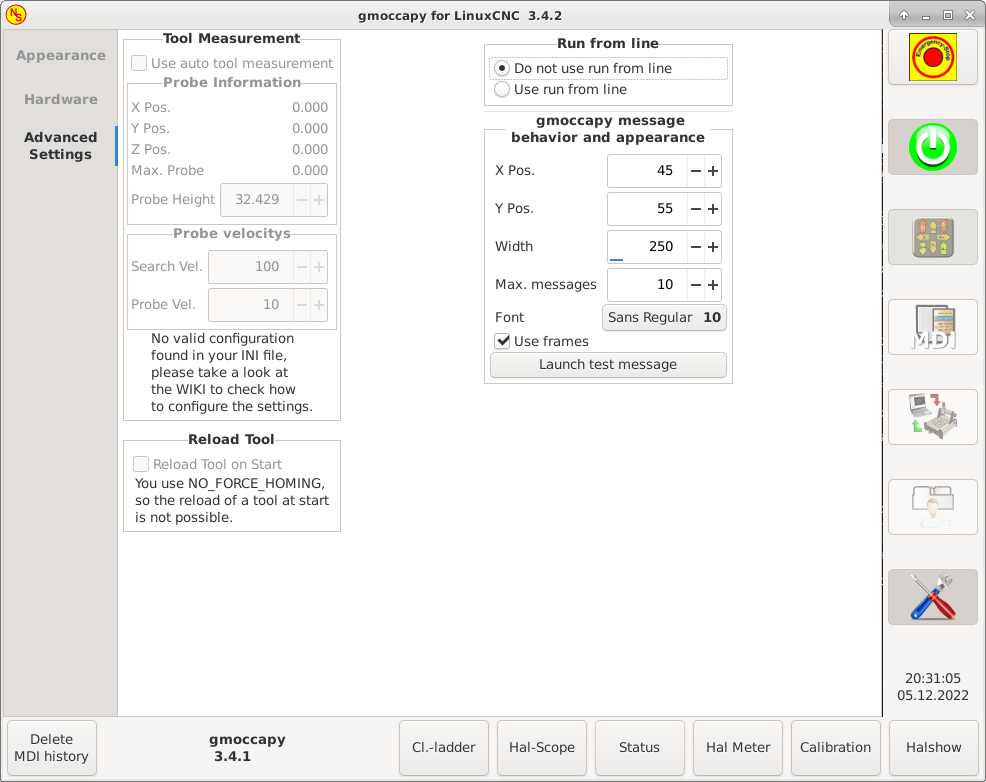 NS
gmoccapy for LinuxCNC 3.4.2
Appearance
Hardware
Advanced
Settings
Tool Measurement
Use auto tool measurement
Probe Information
X Pos. 0.000
Y Pos. 0.000
Z Pos. 0.000
Max. Probe 0.000
Probe Height 32.429
Probe velocitys
Search Vel. 100
Probe Vel. 10
No valid configuration
found in your INI file,
please take a look at
the WIKI to check how
to configure the settings.
Reload Tool
Reload Tool on Start
You use NO_FORCE_HOMING,
so the reload of a tool at start
is not possible.
Run from line
Do not use run from line
Use run from line
gmoccapy message
behavior and appearance
X Pos. 45
Y Pos. 55
Width 250
Max. messages 10
Font Sans Regular 10
Use frames
Launch test message
Emergency-Stop
MDI
20:31:05
05.12.2022
Delete
MDI history
gmoccapy
3.4.1
Cl.-ladder
Hal-Scope
Status
Hal Meter
Calibration
Halshow